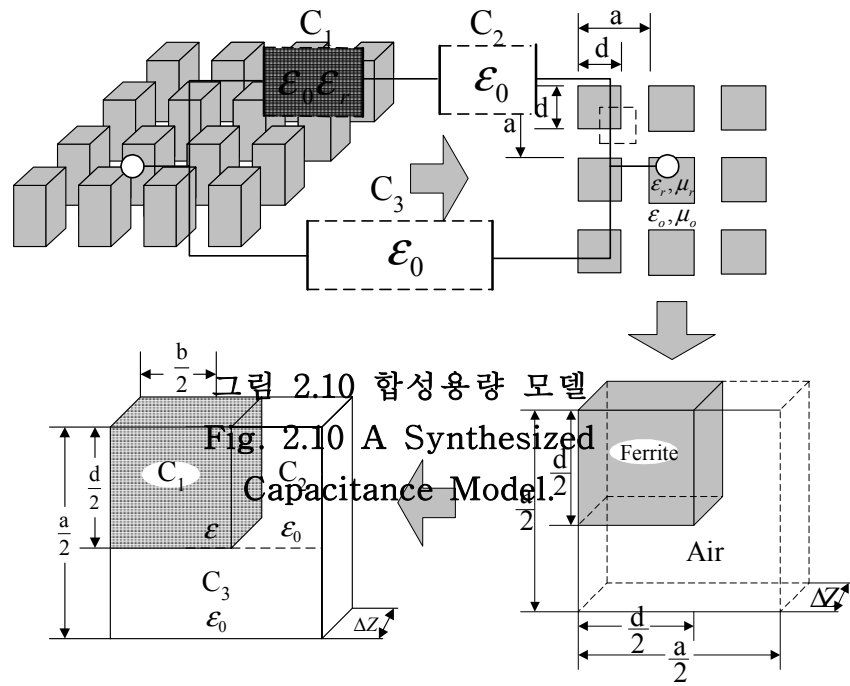 C₁
C₂
a
d
ε₀εᵣ
ε₀
d
a
C₃
εᵣ,μᵣ
εₒ,μₒ
ε₀
b/2
그림 2.10 합성용량 모델
Fig. 2.10 A Synthesized
Capacitance Model.
a/2
d/2
C₁
C₂
ε
ε₀
C₃
ε₀
ΔZ
a/2
d/2
Ferrite
Air
ΔZ
d/2
a/2